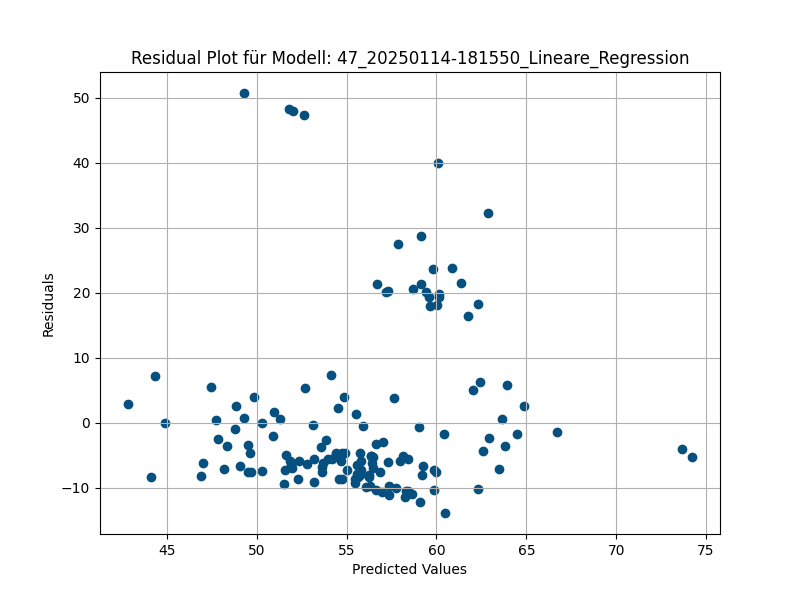 Residual Plot für Modell: 47_20250114-181550_Lineare_Regression
50
40
30
20
10
0
−10
Residuals
45 50 55 60 65 70 75
Predicted Values